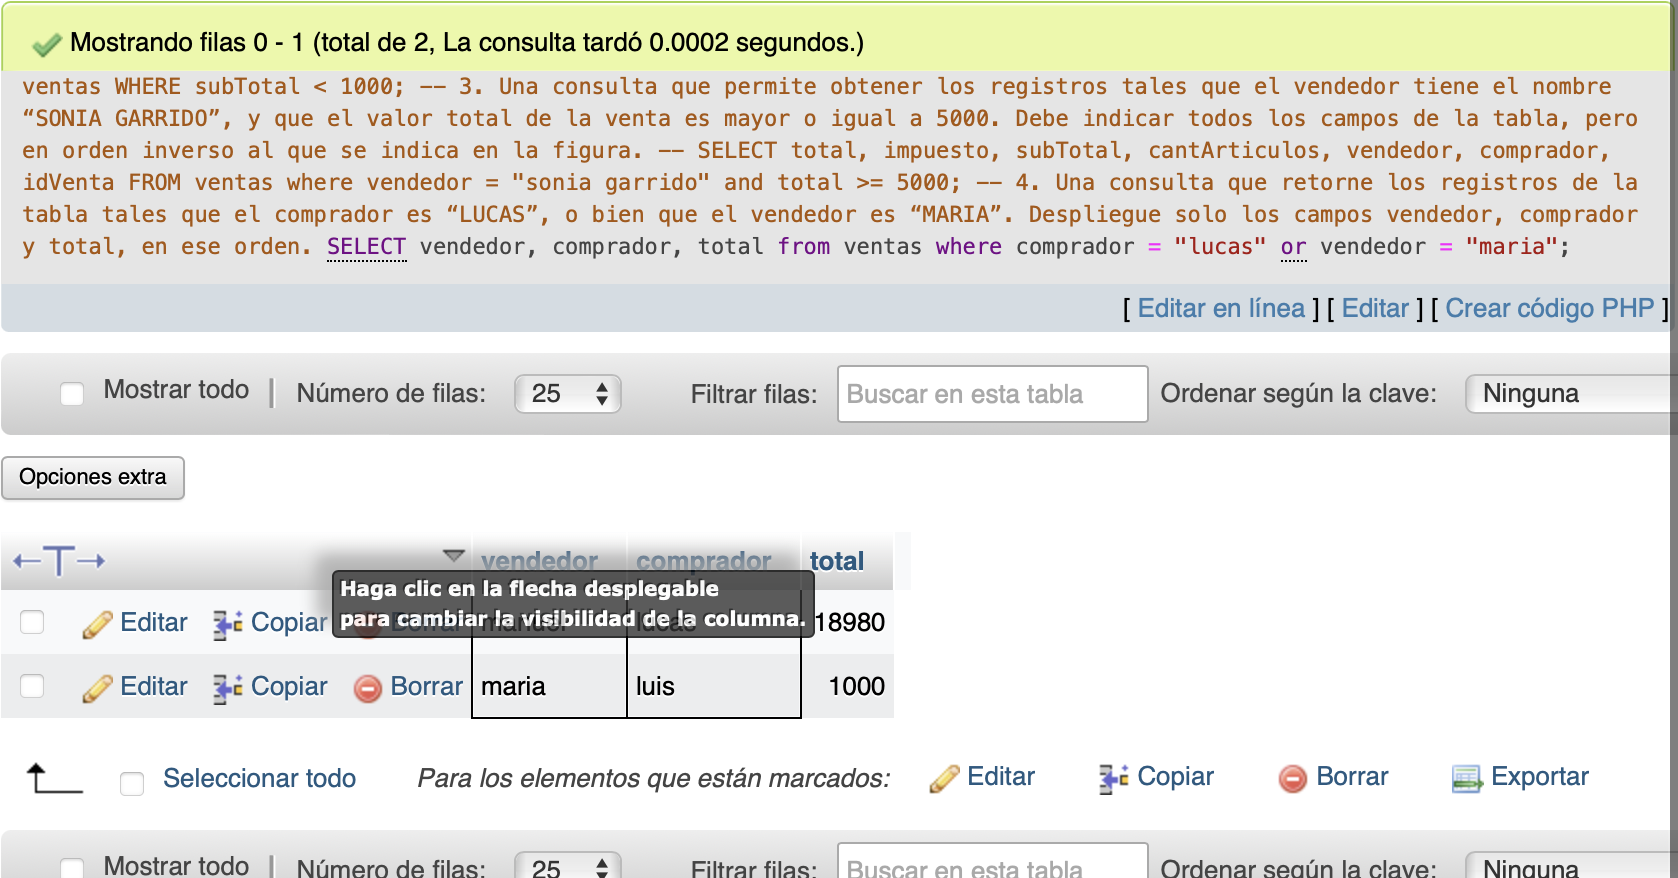 Mostrando filas 0 - 1 (total de 2, La consulta tardó 0.0002 segundos.)
ventas WHERE subTotal < 1000; -- 3. Una consulta que permite obtener los registros tales que el vendedor tiene el nombre
“SONIA GARRIDO”, y que el valor total de la venta es mayor o igual a 5000. Debe indicar todos los campos de la tabla, pero
en orden inverso al que se indica en la figura. -- SELECT total, impuesto, subTotal, cantArticulos, vendedor, comprador,
idVenta FROM ventas where vendedor = "sonia garrido" and total >= 5000; -- 4. Una consulta que retorne los registros de la
tabla tales que el comprador es “LUCAS”, o bien que el vendedor es “MARIA”. Despliegue solo los campos vendedor, comprador
y total, en ese orden. SELECT vendedor, comprador, total from ventas where comprador = "lucas" or vendedor = "maria";
[ Editar en línea ] [ Editar ] [ Crear código PHP ]
Mostrar todo | Número de filas: 25 Filtrar filas: Buscar en esta tabla Ordenar según la clave: Ninguna
Opciones extra
vendedor comprador total
Haga clic en la flecha desplegable
para cambiar la visibilidad de la columna.
Editar Copiar Borrar manuel lucas 18980
Editar Copiar Borrar maria luis 1000
Seleccionar todo Para los elementos que están marcados: Editar Copiar Borrar Exportar
Mostrar todo | Número de filas: 25 Filtrar filas: Buscar en esta tabla Ordenar según la clave: Ninguna